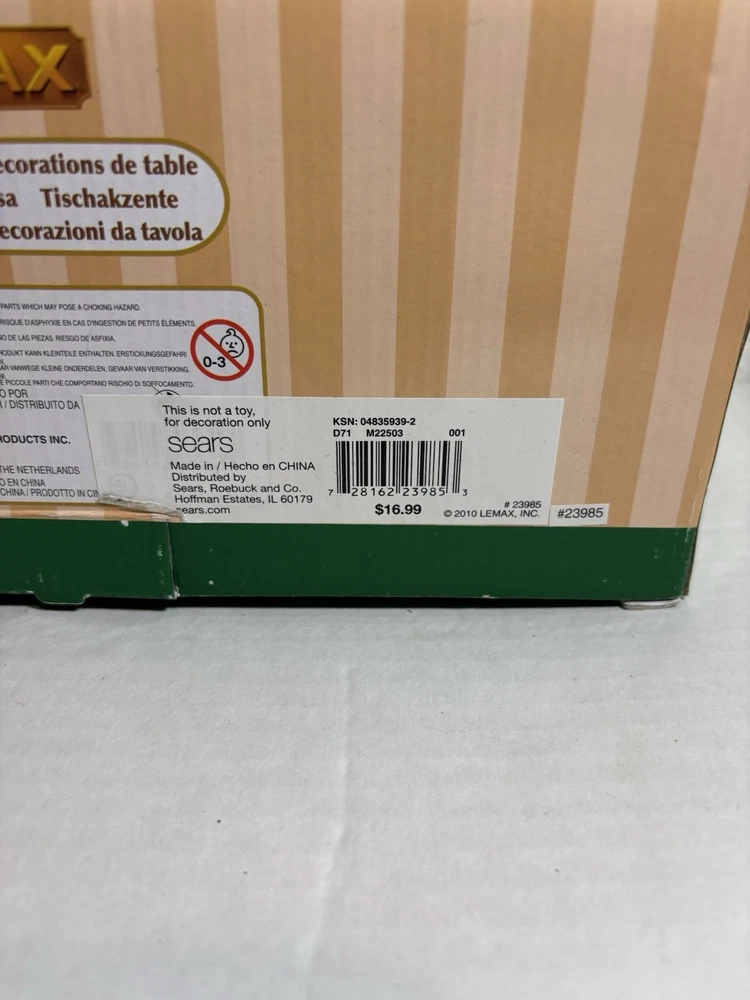 AX
ecorations de table
sa Tischakzente
ecorazioni da tavola
PARTS WHICH MAY POSE A CHOKING HAZARD.
RISQUE D'ASPHYXIE EN CAS D'INGESTION DE PETITS ÉLÉMENTS.
NO DE LAS PIEZAS. RIESGO DE ASFIXIA.
RODUKT KANN KLEINTEILE ENTHALTEN. ERSTICKUNGSGEFAHR!
AR VANWEGE KLEINE ONDERDELEN. GEVAAR VAN VERSTIKKING.
E PICCOLE PARTI CHE COMPORTANO RISCHIO DI SOFFOCAMENTO.
0-3
O POR
/ DISTRIBUITO DA
RODUCTS INC.
THE NETHERLANDS
O EN CHINA
CHINA / PRODOTTO IN CIN
This is not a toy,
for decoration only
sears
Made in / Hecho en CHINA
Distributed by
Sears, Roebuck and Co.
Hoffman Estates, IL 60179
sears.com
KSN: 04835939-2
D71 M22503 001
7 28162 23985 3
$16.99
# 23985
© 2010 LEMAX, INC.
#23985